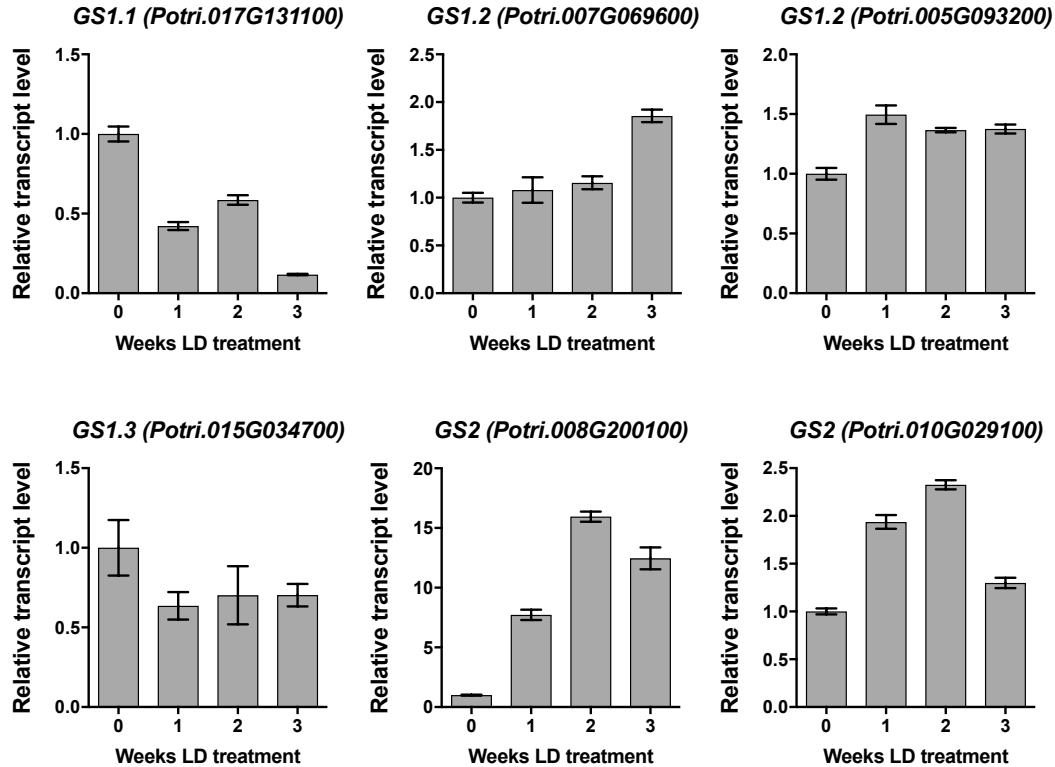 GS1.1 (Potri.017G131100)
Relative transcript level
1.5
1.0
0.5
0.0
0 1 2 3
Weeks LD treatment
GS1.2 (Potri.007G069600)
Relative transcript level
2.5
2.0
1.5
1.0
0.5
0.0
0 1 2 3
Weeks LD treatment
GS1.2 (Potri.005G093200)
Relative transcript level
2.0
1.5
1.0
0.5
0.0
0 1 2 3
Weeks LD treatment
GS1.3 (Potri.015G034700)
Relative transcript level
1.5
1.0
0.5
0.0
0 1 2 3
Weeks LD treatment
GS2 (Potri.008G200100)
Relative transcript level
20
15
10
5
0
0 1 2 3
Weeks LD treatment
GS2 (Potri.010G029100)
Relative transcript level
2.5
2.0
1.5
1.0
0.5
0.0
0 1 2 3
Weeks LD treatment